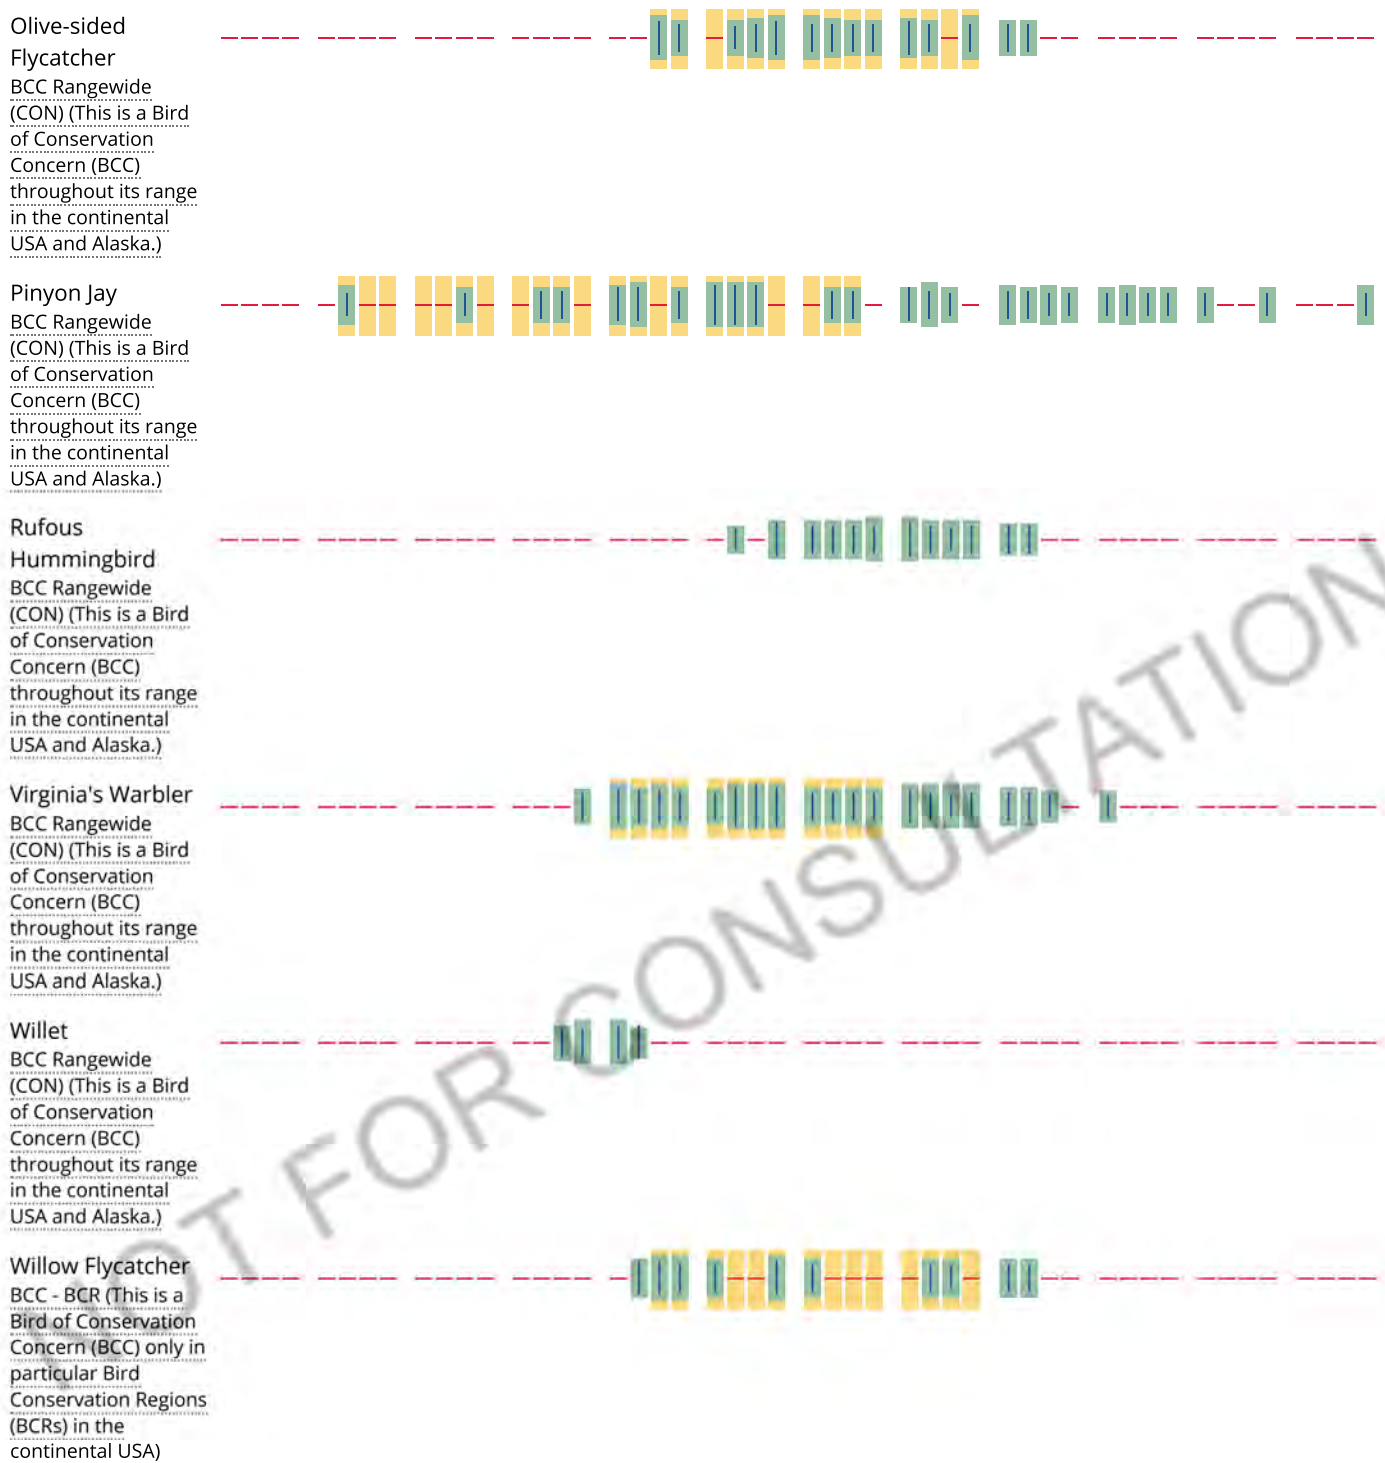 Olive-sided
Flycatcher
BCC Rangewide
(CON) (This is a Bird
of Conservation
Concern (BCC)
throughout its range
in the continental
USA and Alaska.)
Pinyon Jay
BCC Rangewide
(CON) (This is a Bird
of Conservation
Concern (BCC)
throughout its range
in the continental
USA and Alaska.)
Rufous
Hummingbird
BCC Rangewide
(CON) (This is a Bird
of Conservation
Concern (BCC)
throughout its range
in the continental
USA and Alaska.)
Virginia's Warbler
BCC Rangewide
(CON) (This is a Bird
of Conservation
Concern (BCC)
throughout its range
in the continental
USA and Alaska.)
Willet
BCC Rangewide
(CON) (This is a Bird
of Conservation
Concern (BCC)
throughout its range
in the continental
USA and Alaska.)
Willow Flycatcher
BCC - BCR (This is a
Bird of Conservation
Concern (BCC) only in
particular Bird
Conservation Regions
(BCRs) in the
continental USA)
NOT FOR CONSULTATION